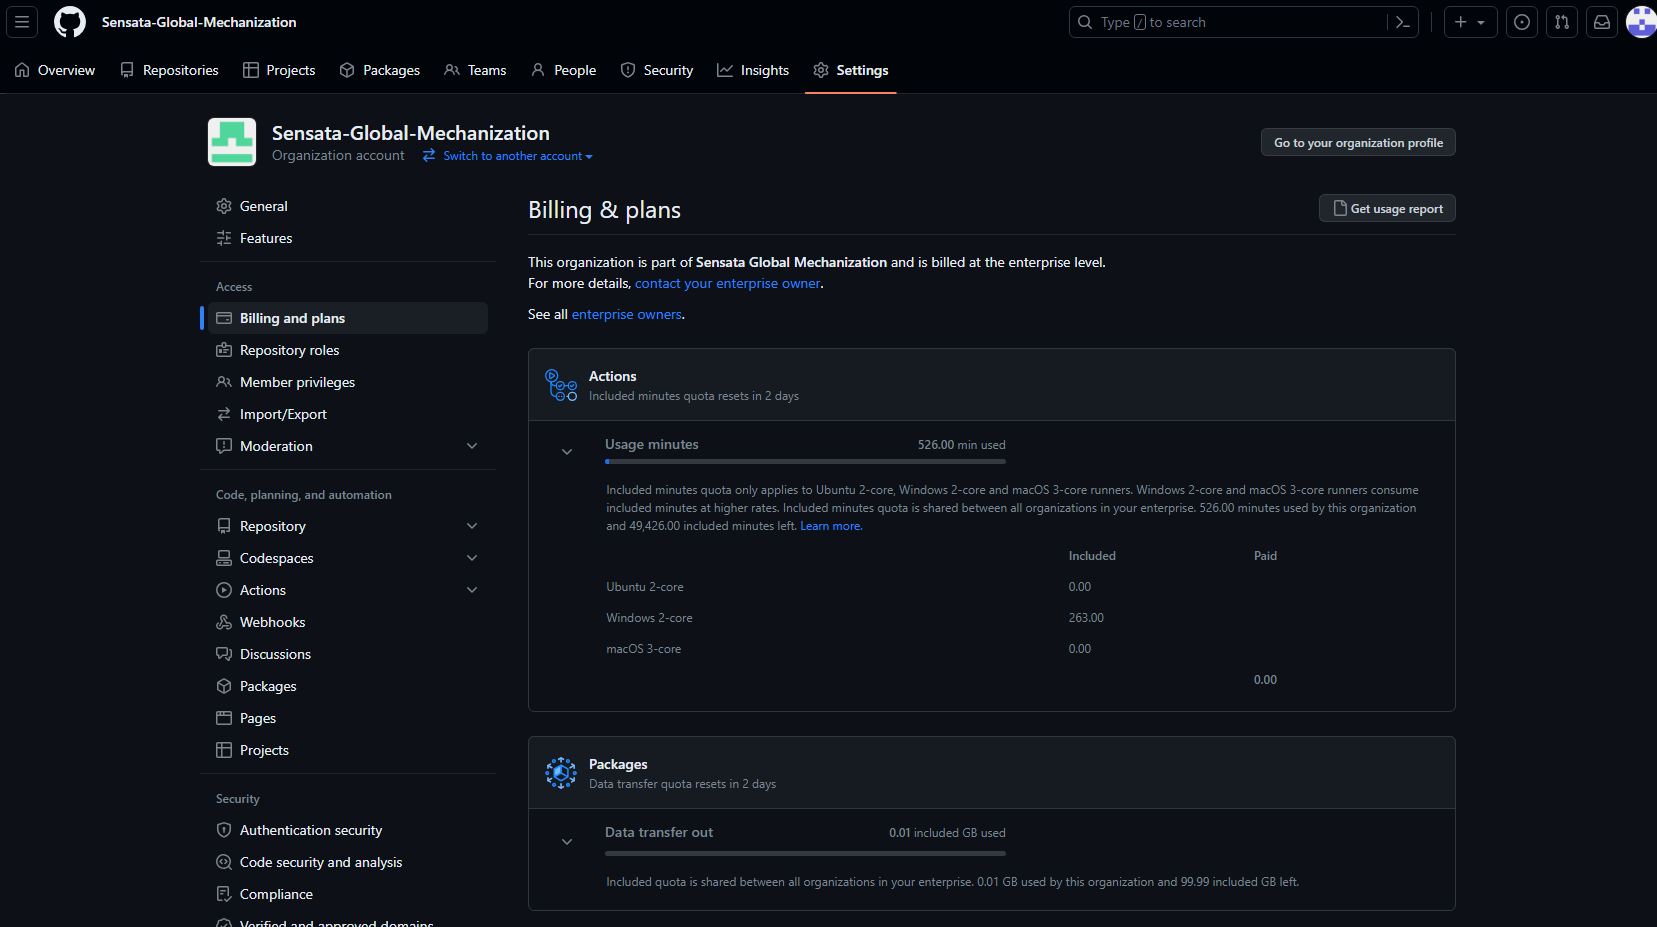 Sensata-Global-Mechanization
Type / to search
Overview
Repositories
Projects
Packages
Teams
People
Security
Insights
Settings
Sensata-Global-Mechanization
Organization account
Switch to another account
Go to your organization profile
General
Features
Access
Billing and plans
Repository roles
Member privileges
Import/Export
Moderation
Code, planning, and automation
Repository
Codespaces
Actions
Webhooks
Discussions
Packages
Pages
Projects
Security
Authentication security
Code security and analysis
Compliance
Verified and approved domains
Billing & plans
Get usage report
This organization is part of Sensata Global Mechanization and is billed at the enterprise level.
For more details, contact your enterprise owner.
See all enterprise owners.
Actions
Included minutes quota resets in 2 days
Usage minutes
526.00 min used
Included minutes quota only applies to Ubuntu 2-core, Windows 2-core and macOS 3-core runners. Windows 2-core and macOS 3-core runners consume
included minutes at higher rates. Included minutes quota is shared between all organizations in your enterprise. 526.00 minutes used by this organization
and 49,426.00 included minutes left. Learn more.
Included Paid
Ubuntu 2-core 0.00
Windows 2-core 263.00
macOS 3-core 0.00
0.00
Packages
Data transfer quota resets in 2 days
Data transfer out
0.01 included GB used
Included quota is shared between all organizations in your enterprise. 0.01 GB used by this organization and 99.99 included GB left.